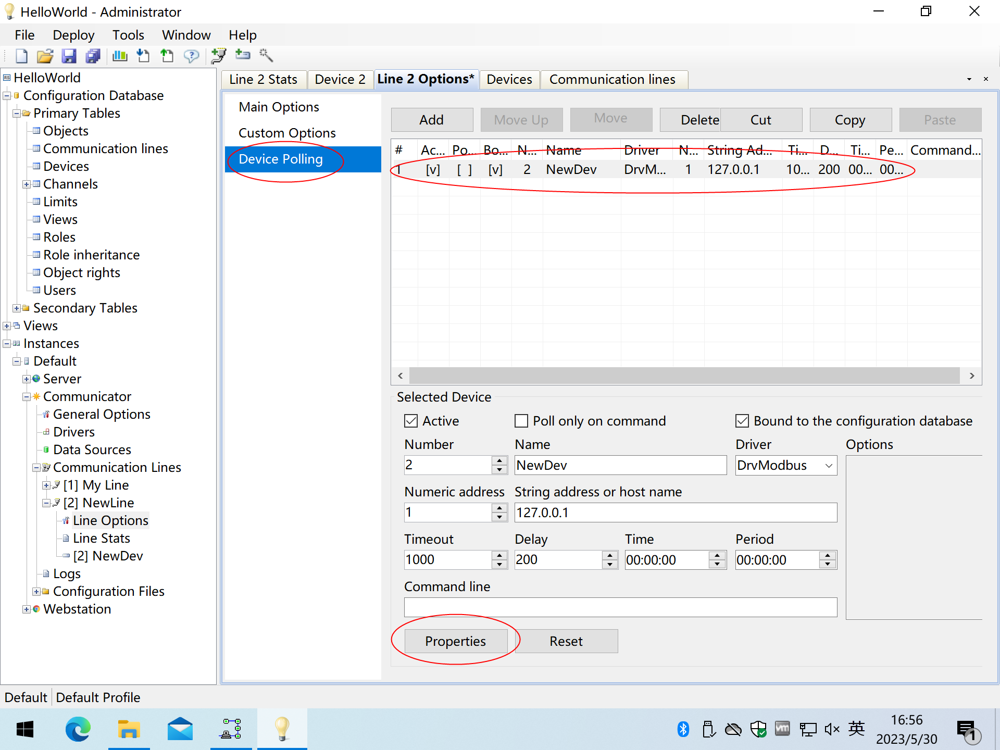 HelloWorld - Administrator
File Deploy Tools Window Help
HelloWorld
Configuration Database
Primary Tables
Objects
Communication lines
Devices
Channels
Limits
Views
Roles
Role inheritance
Object rights
Users
Secondary Tables
Views
Instances
Default
Server
Communicator
General Options
Drivers
Data Sources
Communication Lines
[1] My Line
[2] NewLine
Line Options
Line Stats
[2] NewDev
Logs
Configuration Files
Webstation
Line 2 Stats Device 2 Line 2 Options* Devices Communication lines
Main Options
Custom Options
Device Polling
Add Move Up Move Delete Cut Copy Paste
# Ac... Po... Bo... N... Name Driver N... String Ad... Ti... D... Ti... Pe... Command...
1 [v] [ ] [v] 2 NewDev DrvM... 1 127.0.0.1 10... 200 00... 00...
Selected Device
Active Poll only on command Bound to the configuration database
Number Name Driver Options
2 NewDev DrvModbus
Numeric address String address or host name
1 127.0.0.1
Timeout Delay Time Period
1000 200 00:00:00 00:00:00
Command line
Properties Reset
Default Default Profile
英 16:56
2023/5/30
1